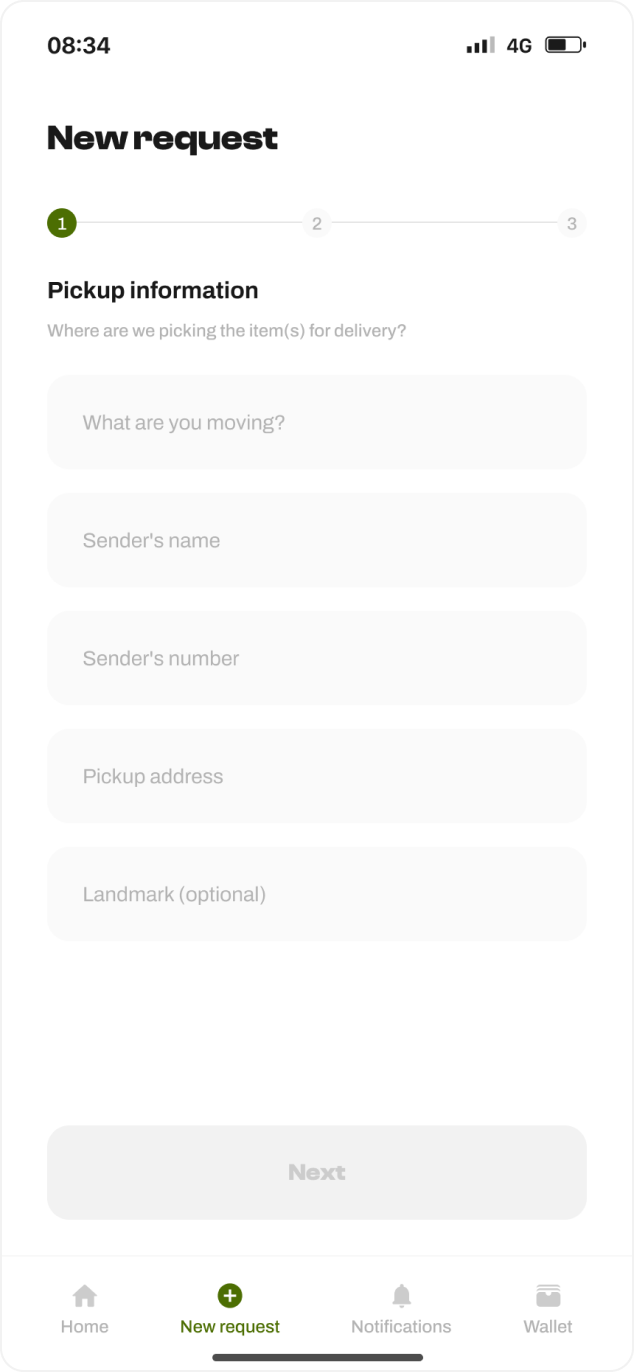 08:34 4G
New request
1 2 3
Pickup information
Where are we picking the item(s) for delivery?
What are you moving?
Sender's name
Sender's number
Pickup address
Landmark (optional)
Next
Home New request Notifications Wallet